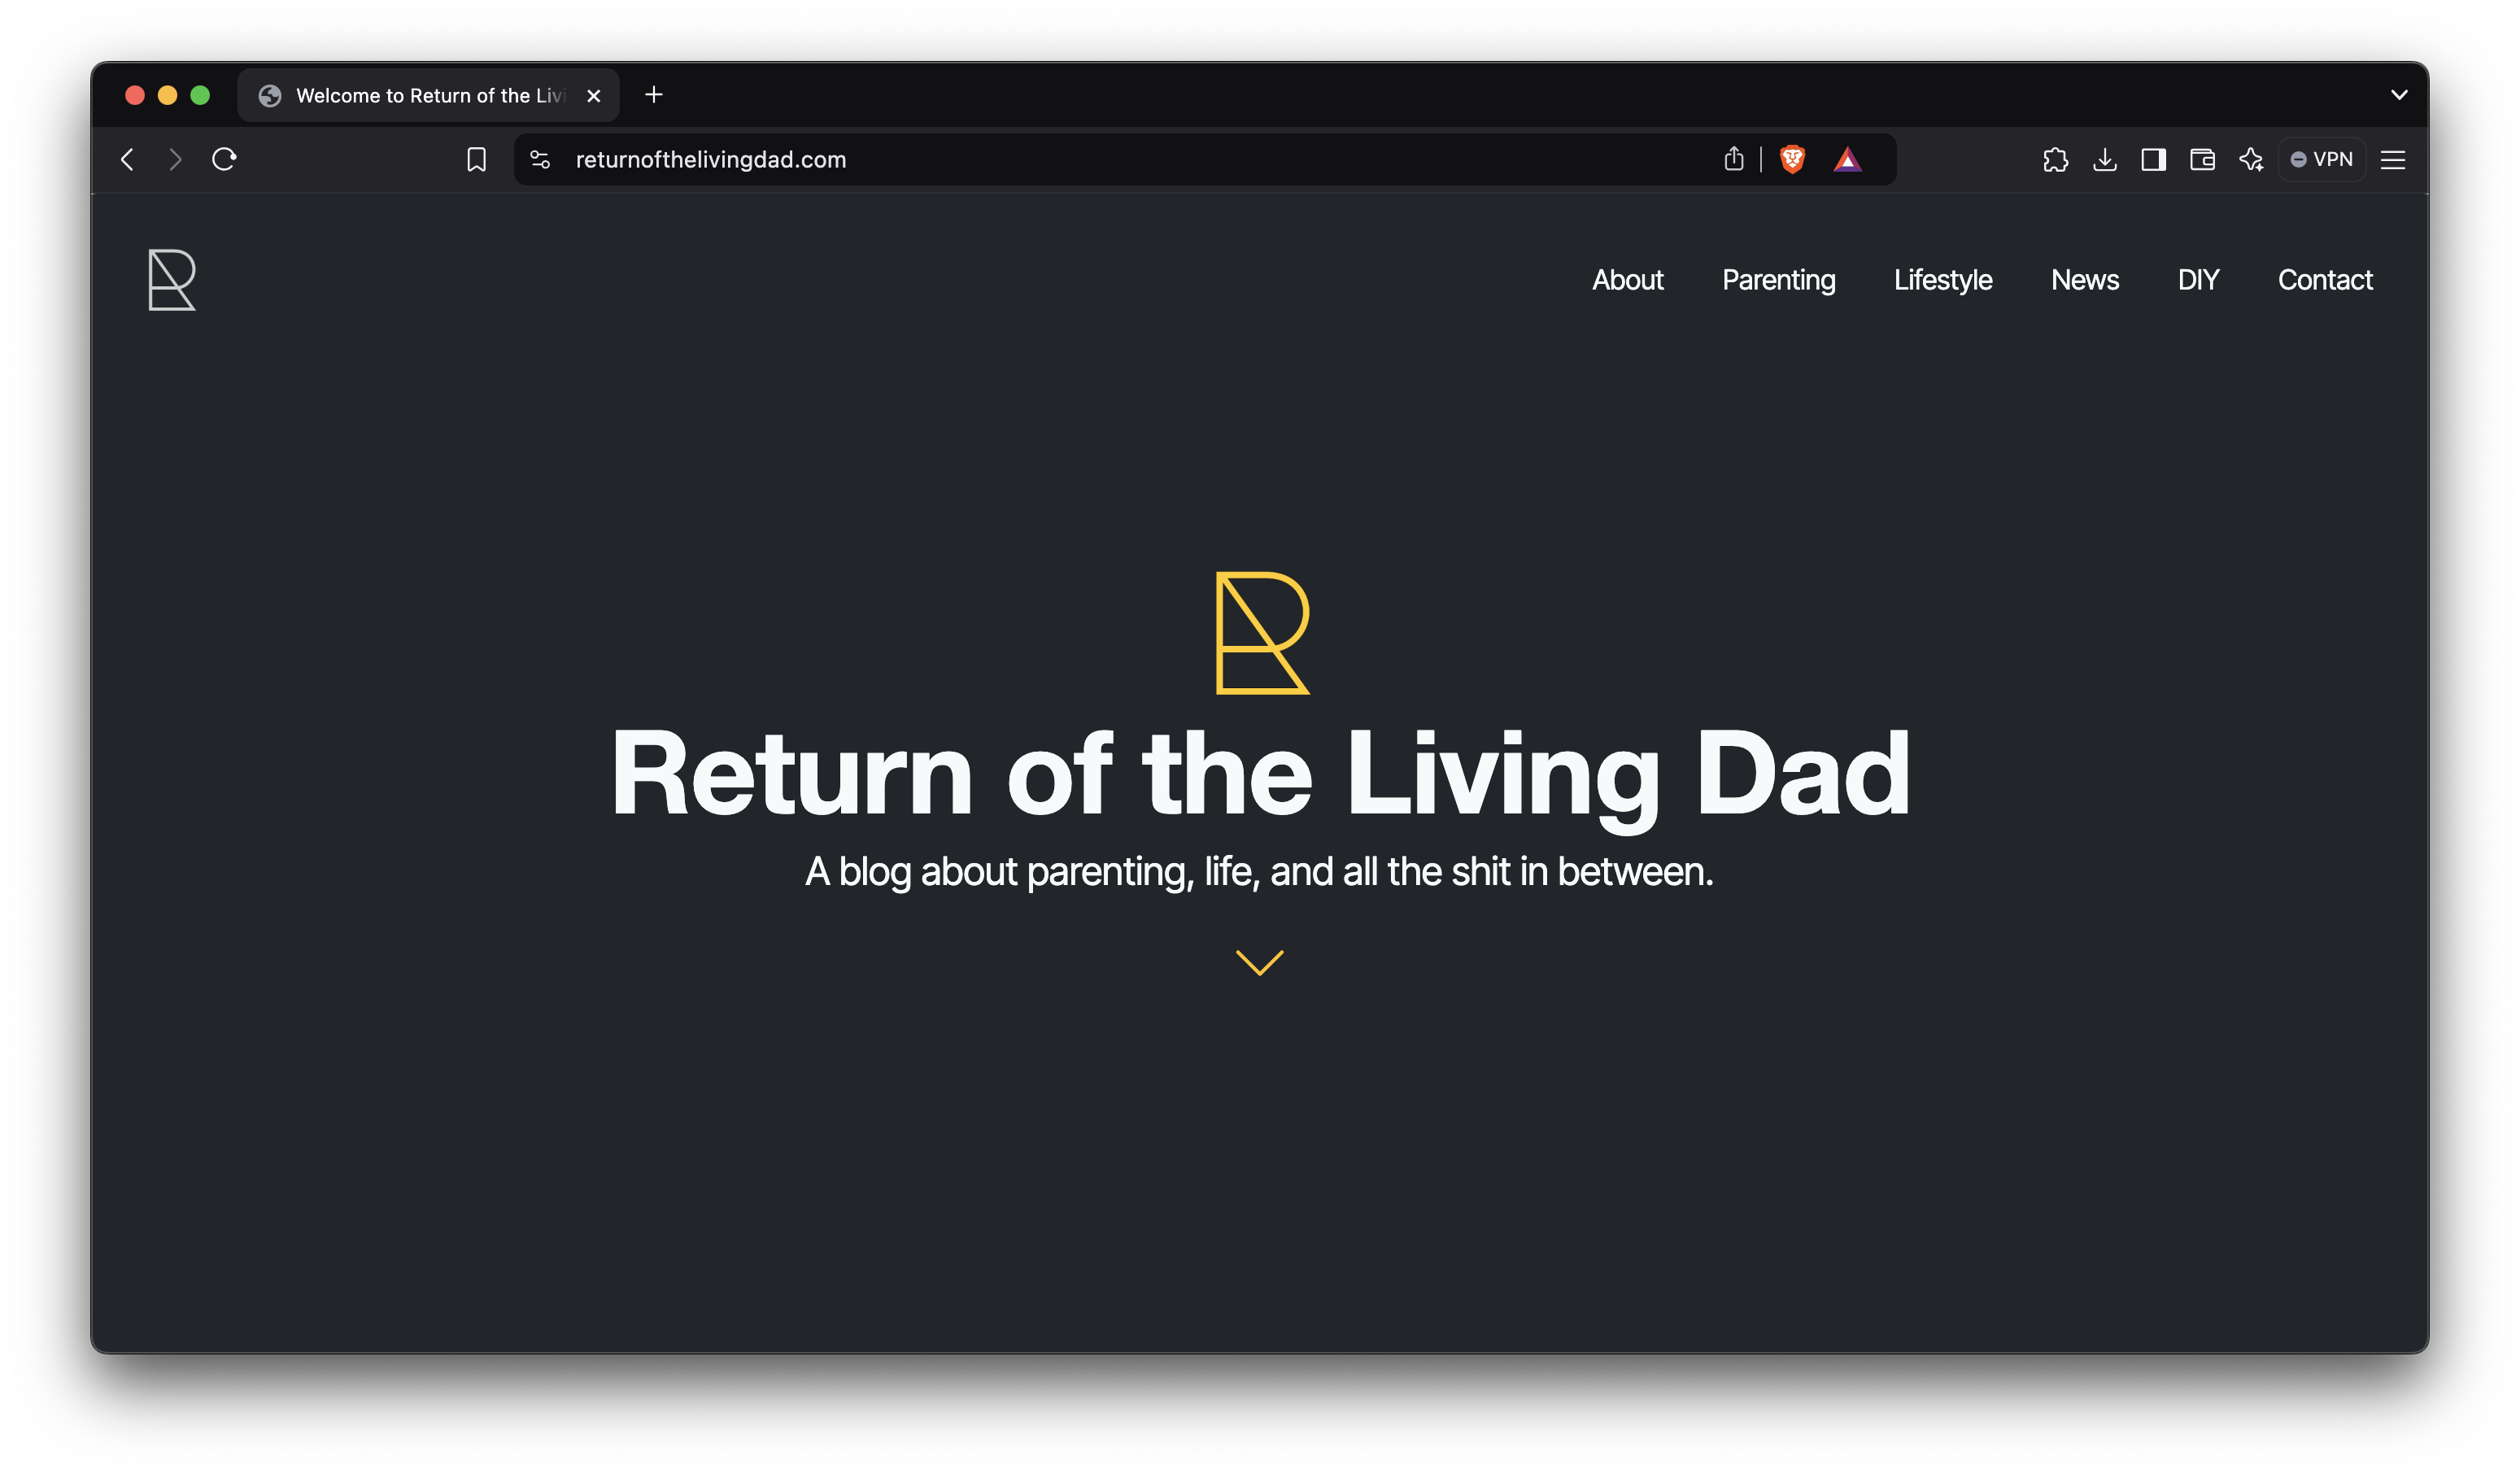 Welcome to Return of the Liv
returnofthelivingdad.com
VPN
About Parenting Lifestyle News DIY Contact
Return of the Living Dad
A blog about parenting, life, and all the shit in between.